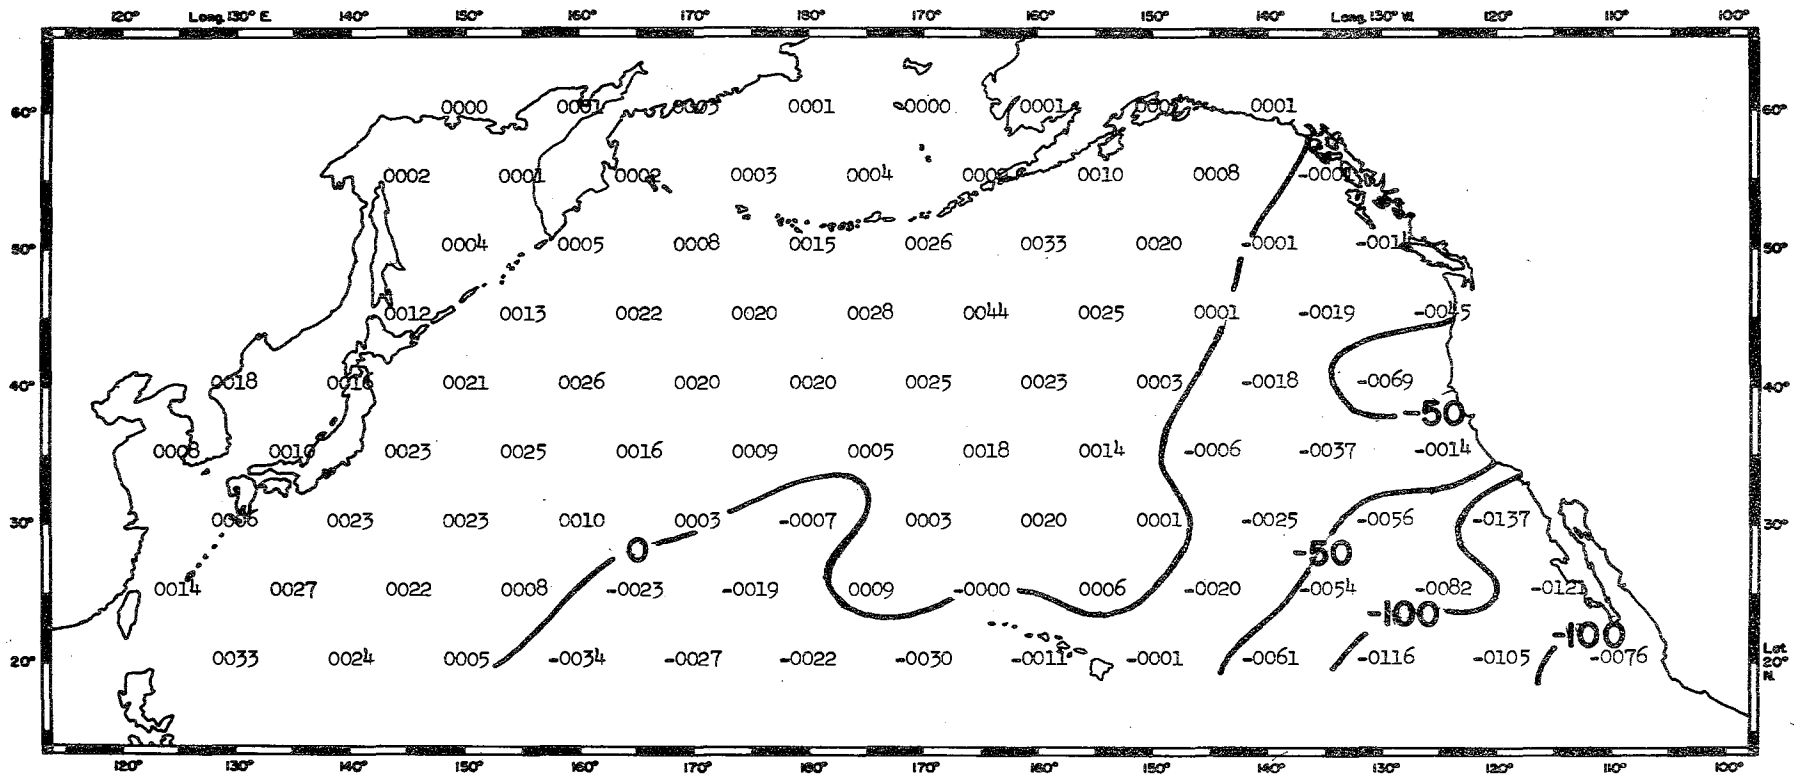 120° Long. 130° E. 140° 150° 160° 170° 180° 170° 160° 150° 140° Long. 130° W. 120° 110° 100°
60° 0000 0001 0003 0001 -0000 0001 0001 60°
0002 0001 0002 0003 0004 0010 0008
50° 0004 0005 0008 0015 0026 0033 0020 -0001 50°
0012 0013 0022 0020 0028 0044 0025 0001 -0019 -0045
40° 0018 0016 0021 0026 0020 0020 0025 0023 0003 -0018 -0069 40°
-50
0008 0010 0023 0025 0016 0009 0005 0018 0014 -0006 -0037 -0014
30° 0006 0023 0023 0010 0003 -0007 0003 0020 0001 -0025 -0056 -0137 30°
0 -50
0014 0027 0022 0008 -0023 -0019 0009 -0000 0006 -0020 -0054 -0082 -0121
-100 -100
20° 0033 0024 0005 -0034 -0027 -0022 -0030 -0011 -0001 -0061 -0116 -0105 -0076 Lat. 20° N.
120° 130° 140° 150° 160° 170° 180° 170° 160° 150° 140° 130° 120° 110° 100°